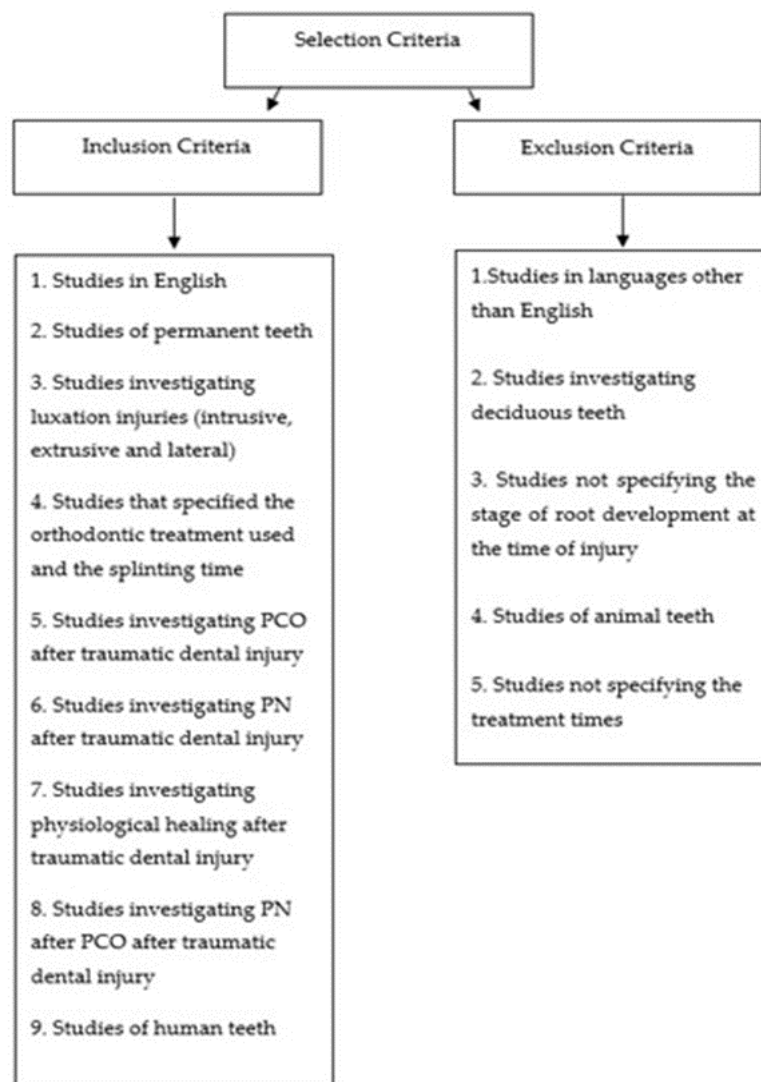 Selection Criteria
Inclusion Criteria
Exclusion Criteria
1. Studies in English
2. Studies of permanent teeth
3. Studies investigating
luxation injuries (intrusive,
extrusive and lateral)
4. Studies that specified the
orthodontic treatment used
and the splinting time
5. Studies investigating PCO
after traumatic dental injury
6. Studies investigating PN
after traumatic dental injury
7. Studies investigating
physiological healing after
traumatic dental injury
8. Studies investigating PN
after PCO after traumatic
dental injury
9. Studies of human teeth
1.Studies in languages other
than English
2. Studies investigating
deciduous teeth
3. Studies not specifying the
stage of root development at
the time of injury
4. Studies of animal teeth
5. Studies not specifying the
treatment times